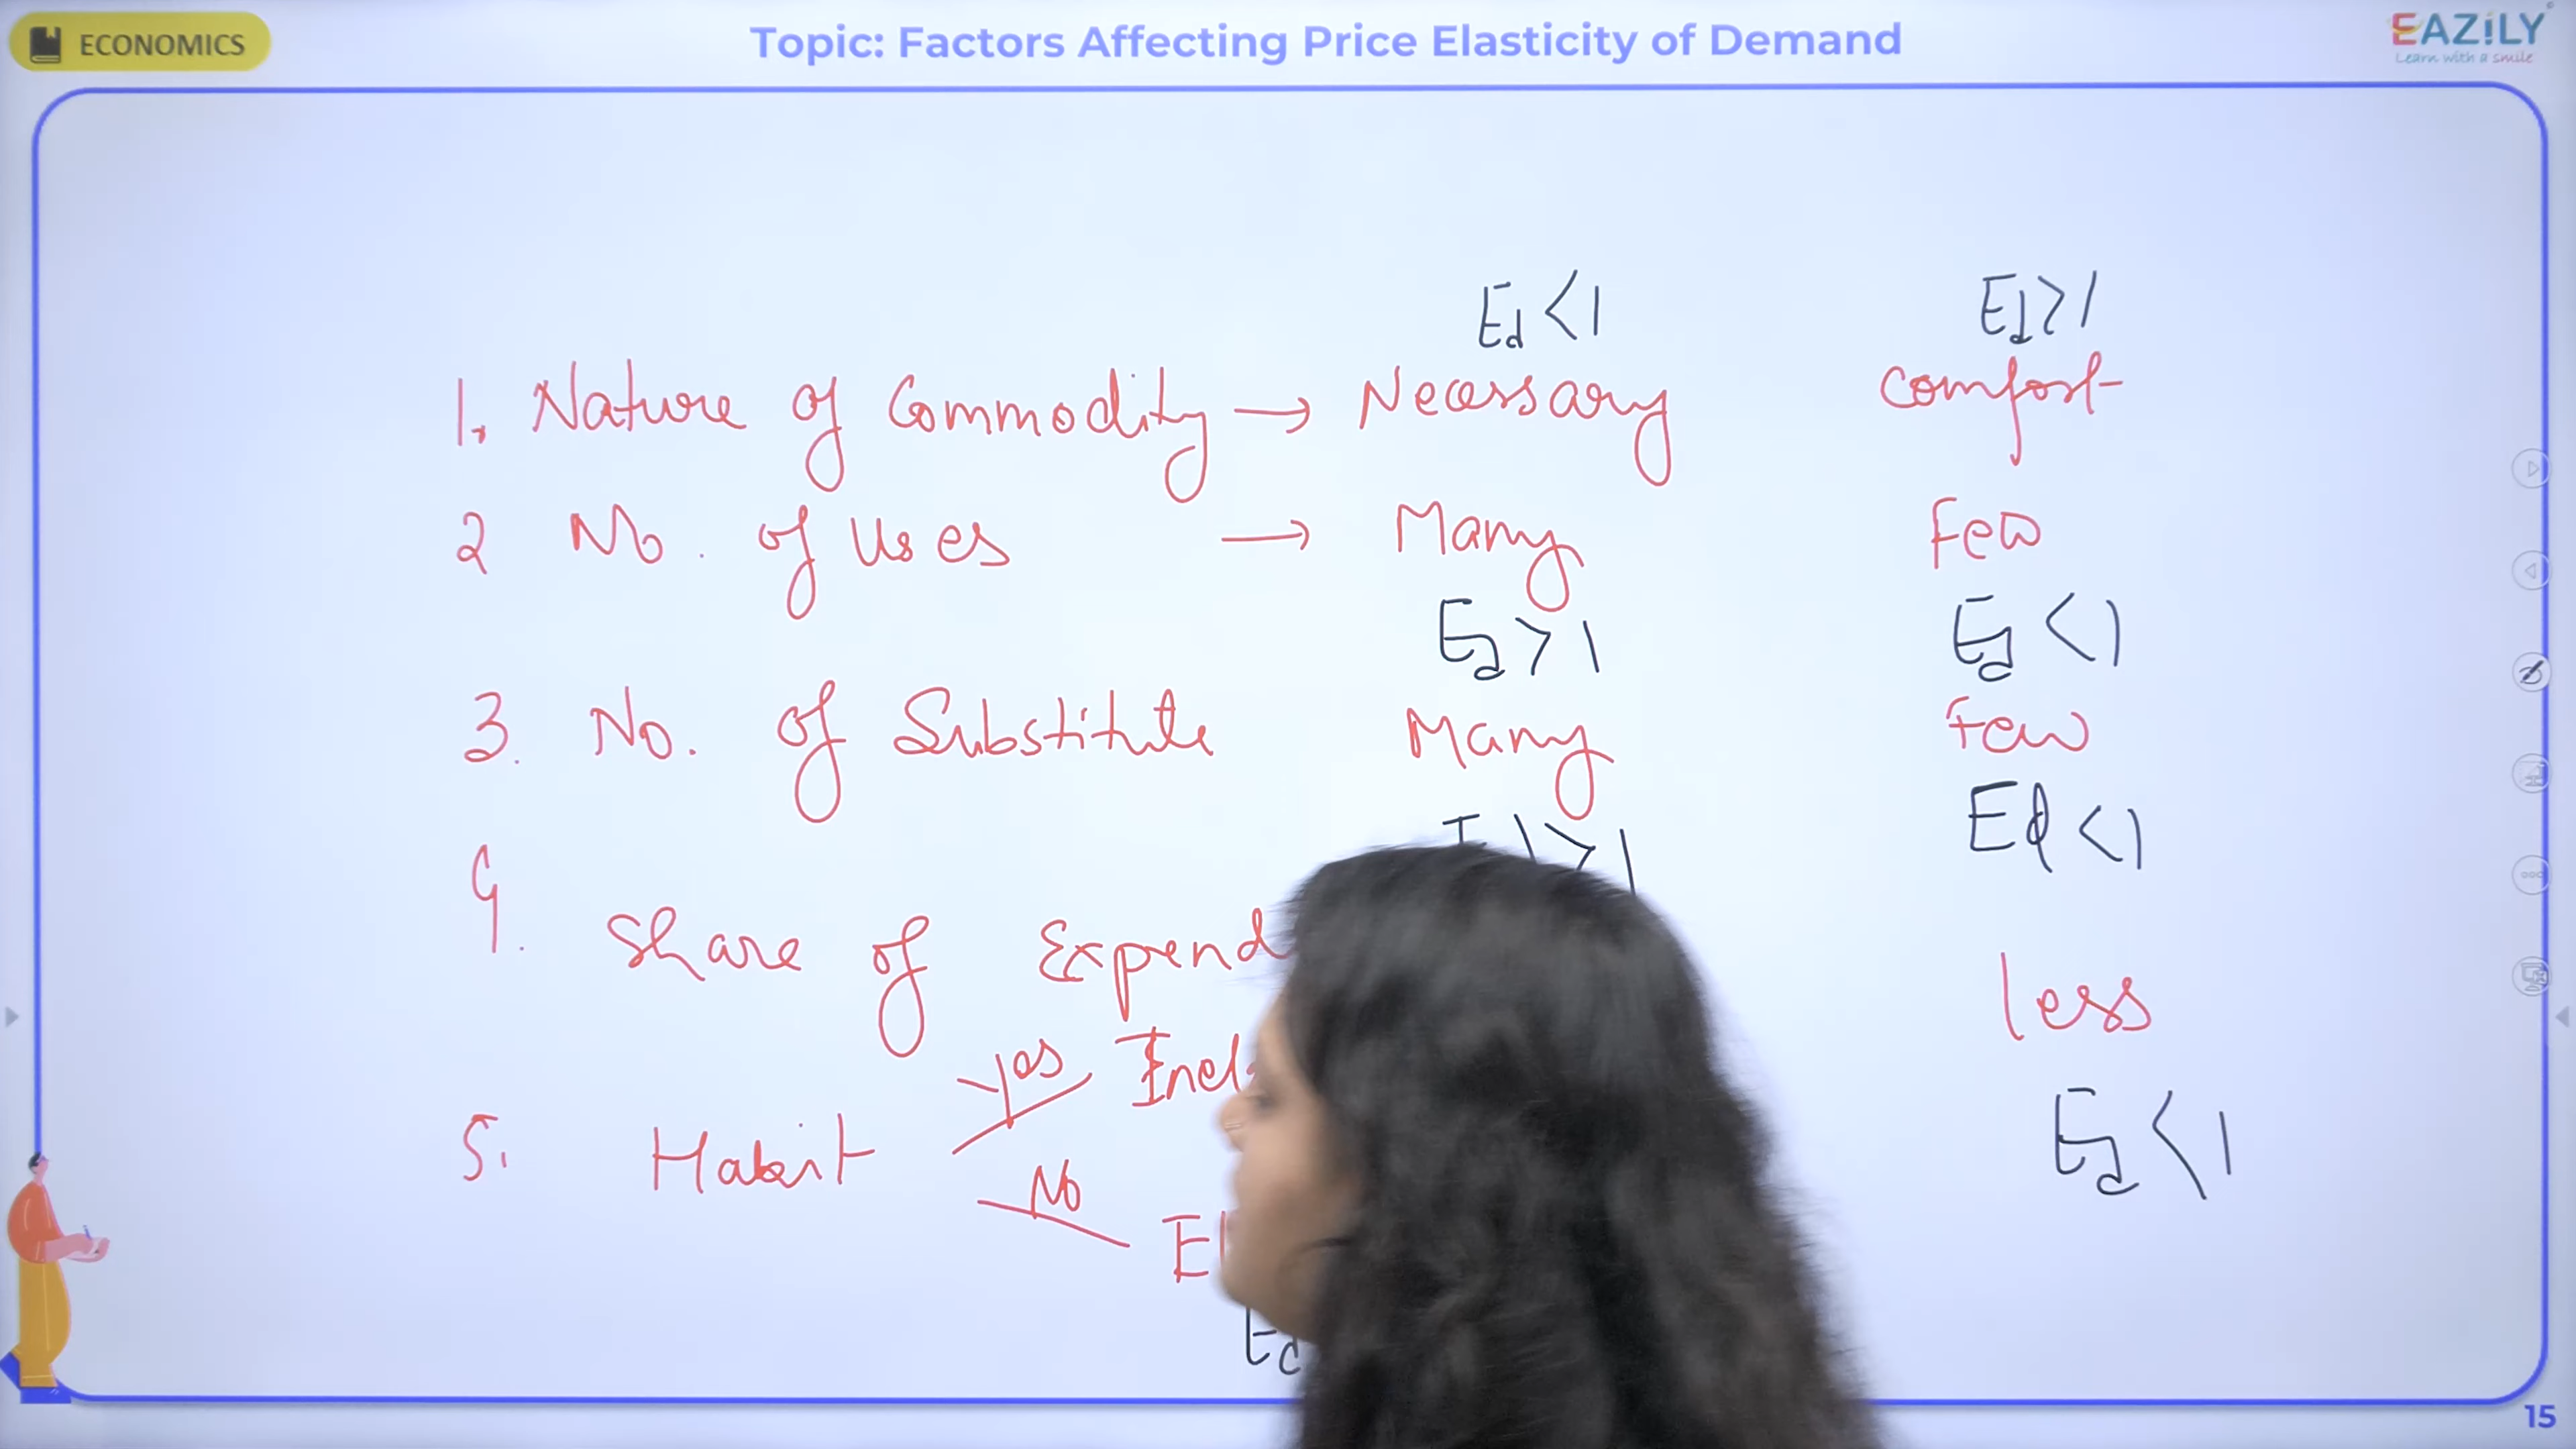 ECONOMICS
Topic: Factors Affecting Price Elasticity of Demand
EAZiLY
Learn with a smile
Ed < 1
Ed > 1
1. Nature of Commodity → Necessary
Comfort
2 No. of Uses → Many
Few
Ed > 1
Ed < 1
3. No. of Substitute Many
Few
Ed < 1
4. Share of
less
Yes
5. Habit
Ed < 1
No
Ed
15